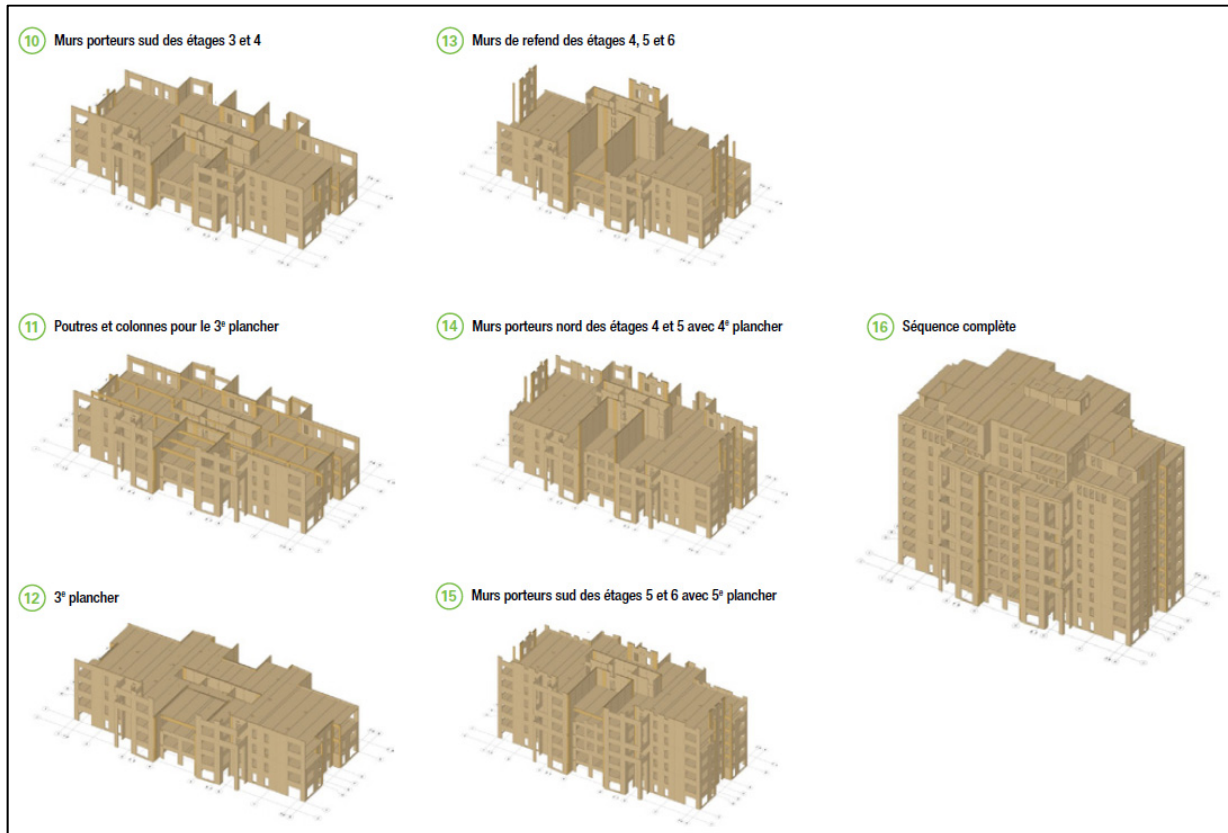 10 Murs porteurs sud des étages 3 et 4
11 Poutres et colonnes pour le 3e plancher
12 3e plancher
13 Murs de refend des étages 4, 5 et 6
14 Murs porteurs nord des étages 4 et 5 avec 4e plancher
15 Murs porteurs sud des étages 5 et 6 avec 5e plancher
16 Séquence complète